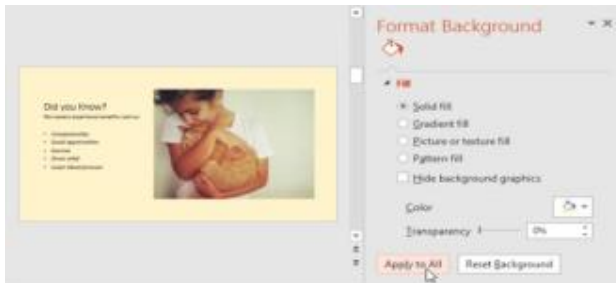 Did you know?
Format Background
Fill
Solid fill
Gradient fill
Picture or texture fill
Pattern fill
Hide background graphics
Color
Transparency 0%
Apply to All Reset Background